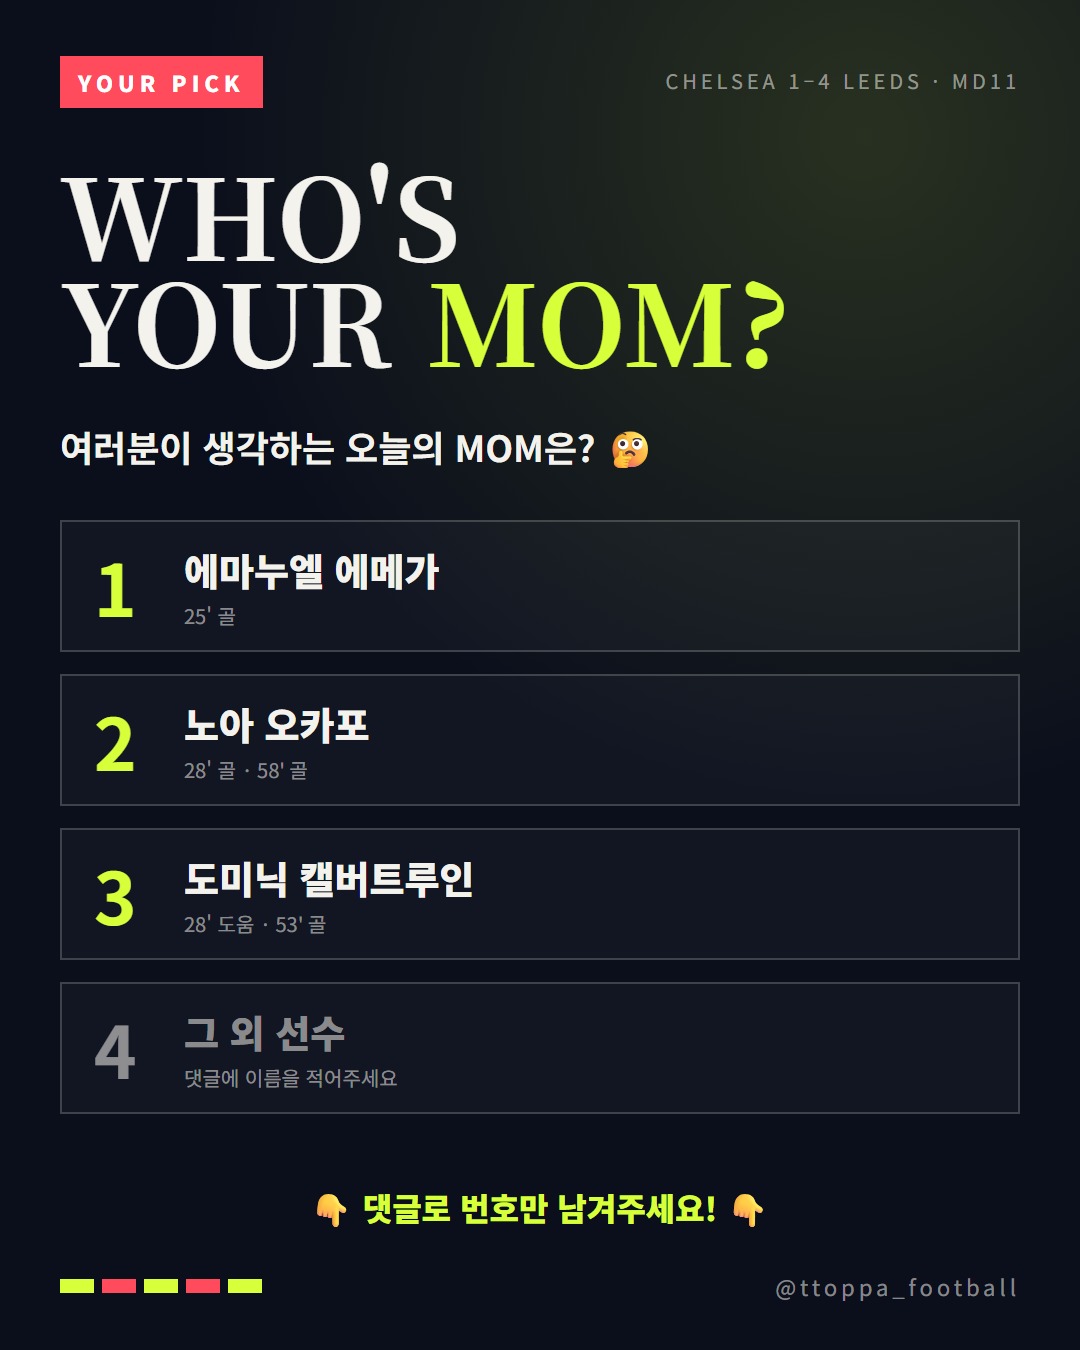 YOUR PICK
CHELSEA 1–4 LEEDS · MD11
WHO'S
YOUR MOM?
여러분이 생각하는 오늘의 MOM은? 🤔
1
에마누엘 에메가
25' 골
2
노아 오카포
28' 골 · 58' 골
3
도미닉 캘버트루인
28' 도움 · 53' 골
4
그 외 선수
댓글에 이름을 적어주세요
👇 댓글로 번호만 남겨주세요! 👇
@ttoppa_football